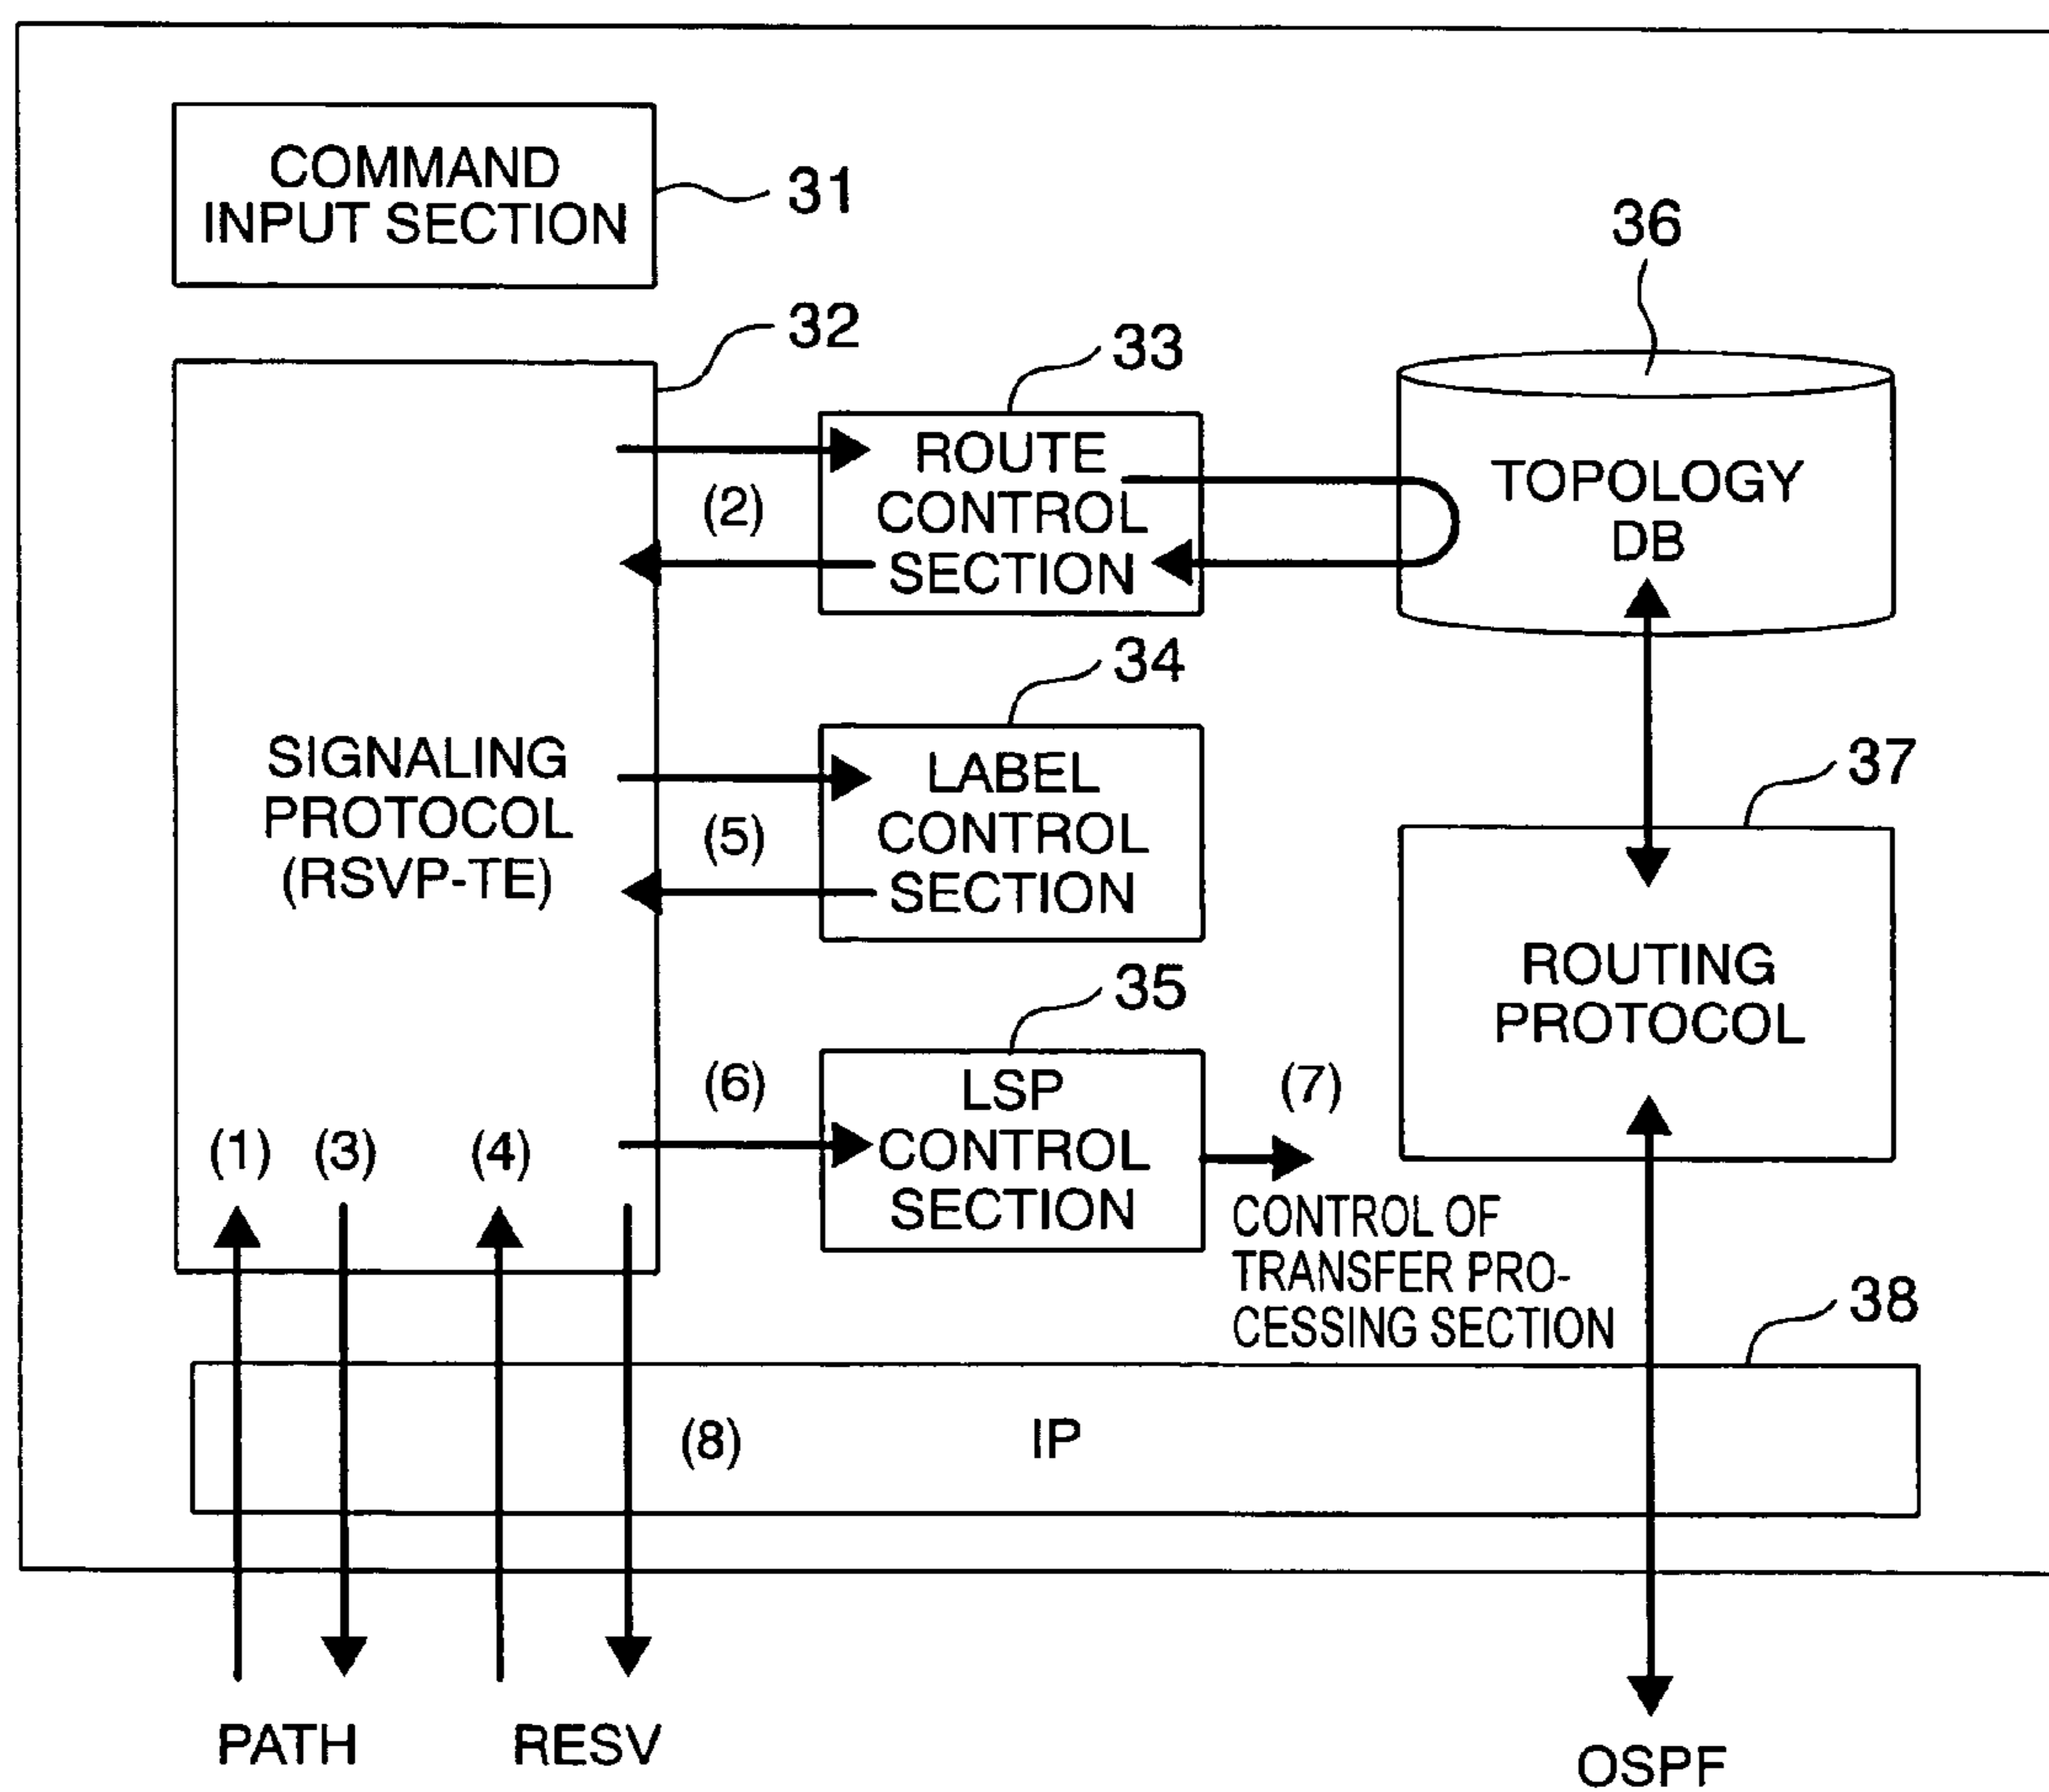 COMMAND
INPUT SECTION
31
36
32
33
ROUTE
CONTROL
SECTION
(2)
TOPOLOGY
DB
34
SIGNALING
PROTOCOL
(RSVP-TE)
LABEL
CONTROL
SECTION
(5)
37
ROUTING
PROTOCOL
35
(6)
LSP
CONTROL
SECTION
(7)
(1)
(3)
(4)
CONTROL OF
TRANSFER PRO-
CESSING SECTION
38
(8)
IP
PATH
RESV
OSPF